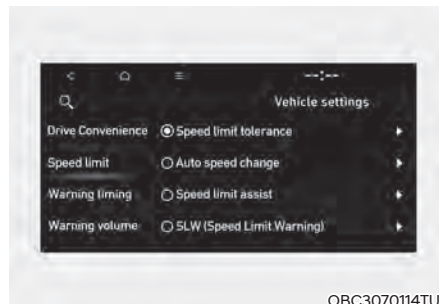 --:--
Vehicle settings
Drive Convenience
Speed limit tolerance
Speed limit
Auto speed change
Warning timing
Speed limit assist
Warning volume
SLW (Speed Limit Warning)
OBC3070114TU